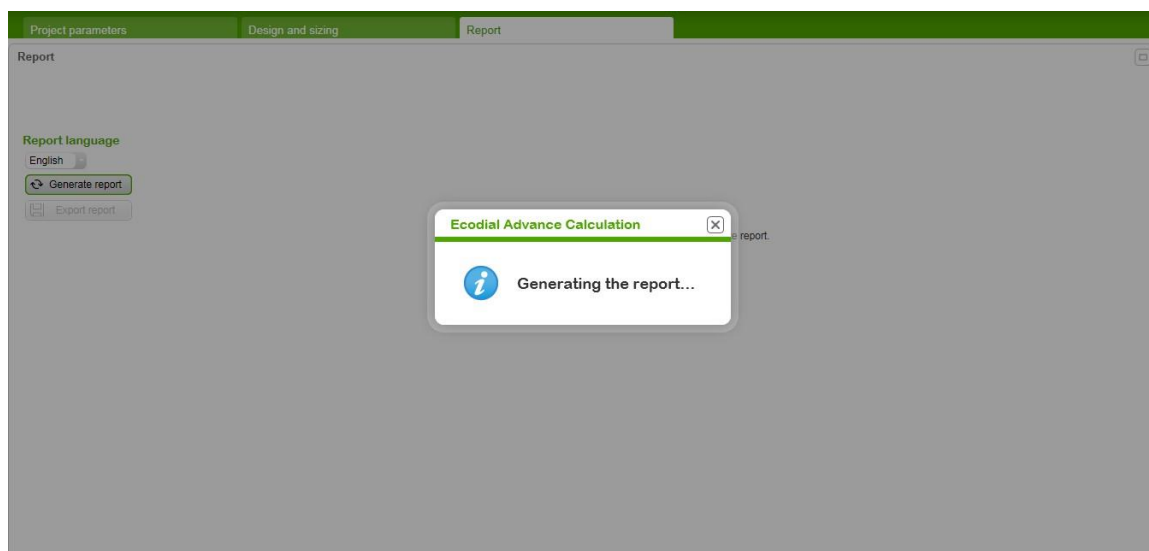 Project parameters
Design and sizing
Report
Report
Report language
English
Generate report
Export report
Ecodial Advance Calculation
report.
Generating the report...